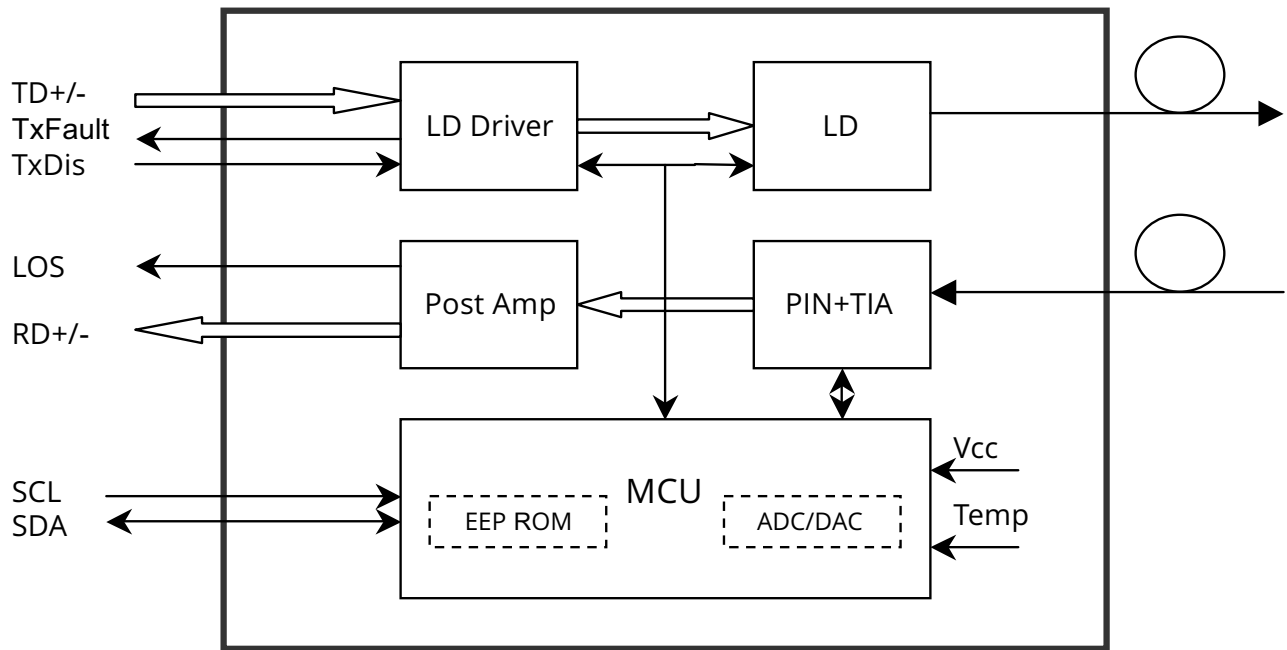 TD+/-
TxFault
TxDis
LD Driver
LD
LOS
RD+/-
Post Amp
PIN+TIA
SCL
SDA
MCU
EEP ROM
ADC/DAC
Vcc
Temp